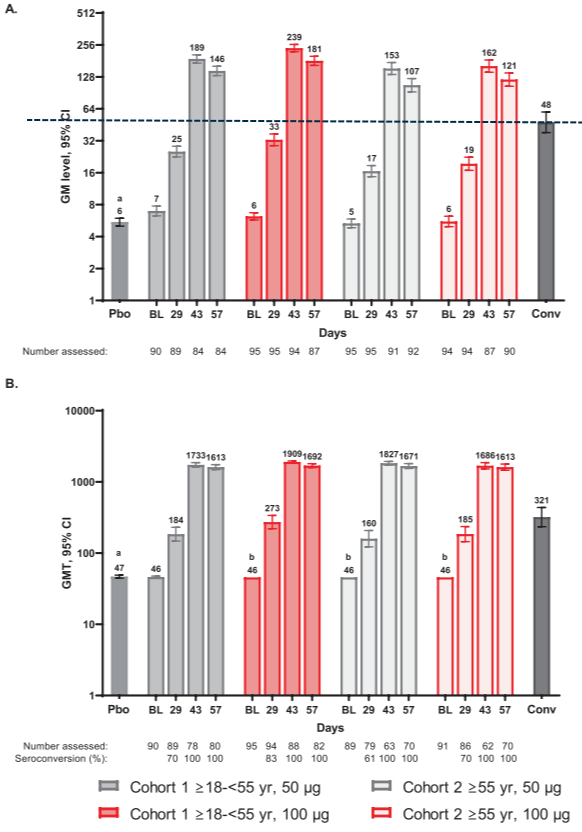 A.
512
256
128
64
32
16
8
4
2
1
GM level, 95% CI
a
6
7
25
189
146
6
33
239
181
5
17
153
107
6
19
162
121
48
Pbo BL 29 43 57 BL 29 43 57 BL 29 43 57 BL 29 43 57 Conv
Days
Number assessed: 90 89 84 84 95 95 94 87 95 95 91 92 94 94 87 90
B.
10000
1000
100
10
1
GMT, 95% CI
a
47
46
184
1733
1613
b
46
273
1909
1692
b
46
160
1827
1671
b
46
185
1686
1613
321
Pbo BL 29 43 57 BL 29 43 57 BL 29 43 57 BL 29 43 57 Conv
Days
Number assessed: 90 89 78 80 95 94 88 82 89 79 63 70 91 86 62 70
Seroconversion (%): 70 100 100 83 100 100 61 100 100 70 100 100
Cohort 1 ≥18-<55 yr, 50 μg Cohort 2 ≥55 yr, 50 μg
Cohort 1 ≥18-<55 yr, 100 μg Cohort 2 ≥55 yr, 100 μg